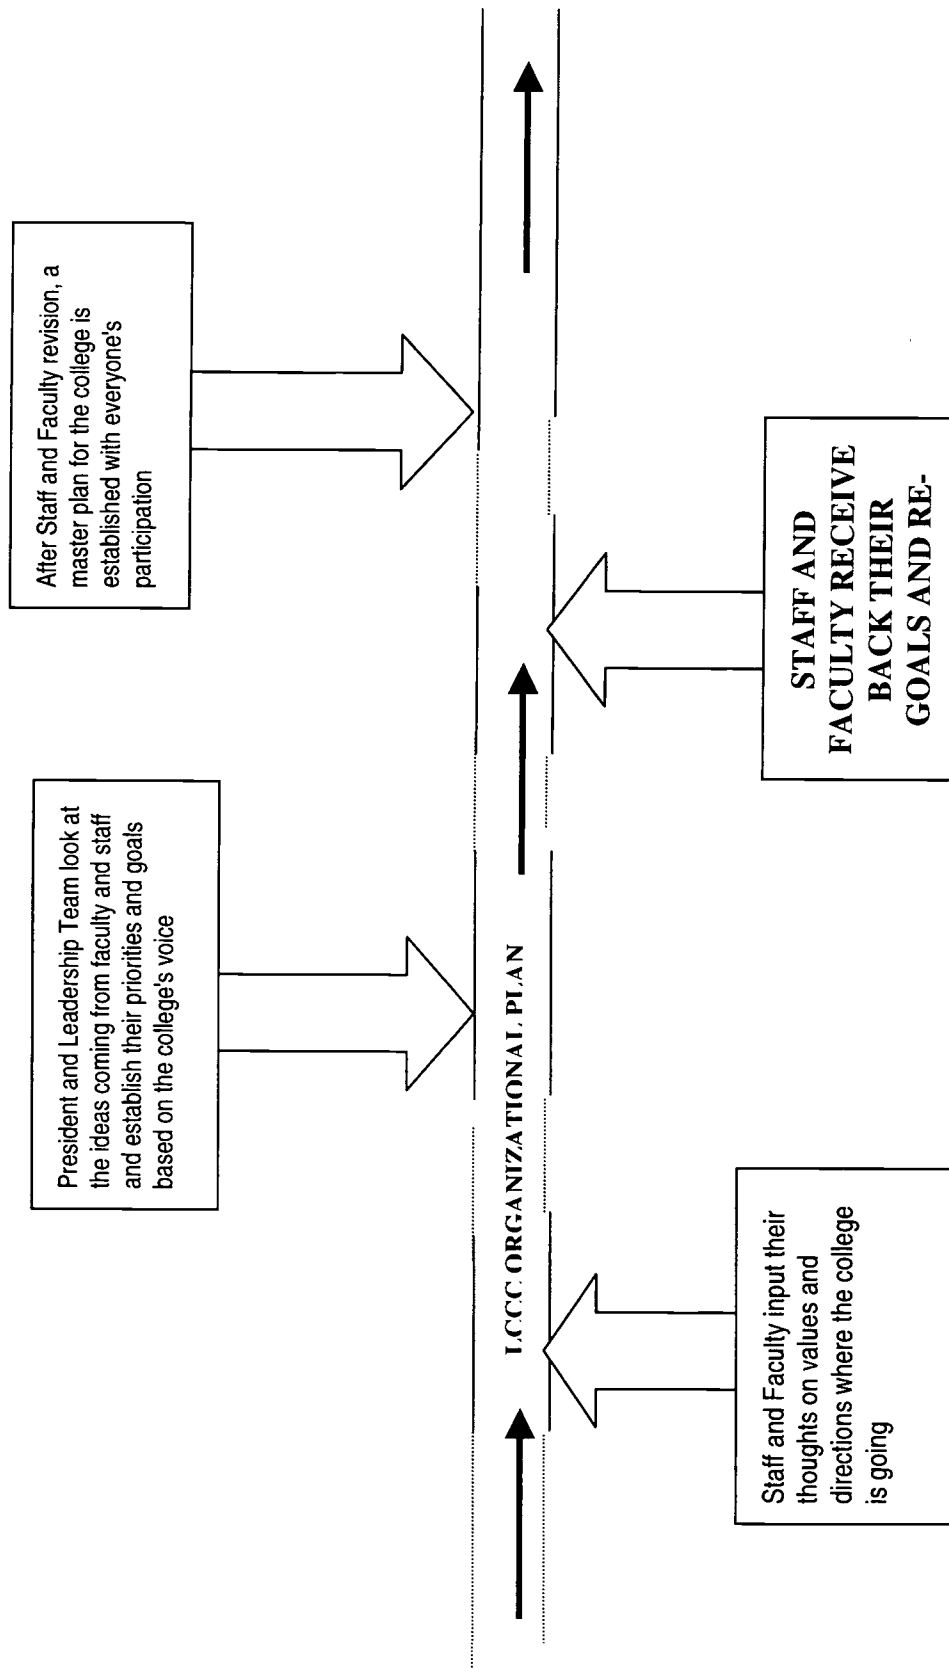 After Staff and Faculty revision, a
master plan for the college is
established with everyone's
participation
President and Leadership Team look at
the ideas coming from faculty and staff
and establish their priorities and goals
based on the college's voice
LCCC ORGANIZATIONAL PLAN
STAFF AND
FACULTY RECEIVE
BACK THEIR
GOALS AND RE-
Staff and Faculty input their
thoughts on values and
directions where the college
is going